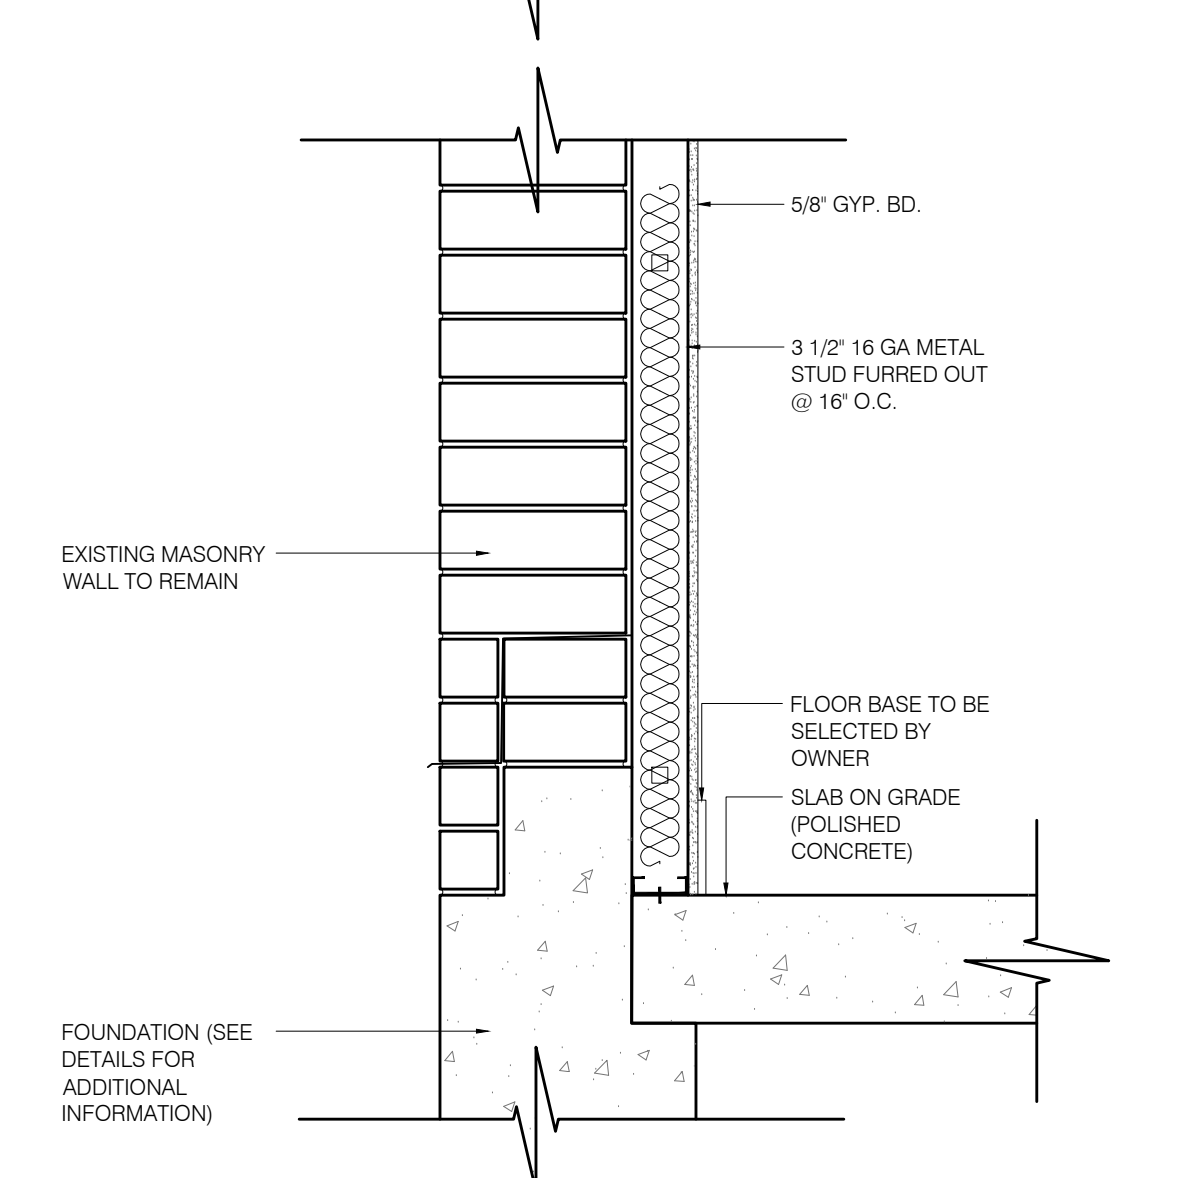 5/8" GYP. BD.
3 1/2" 16 GA METAL
STUD FURRED OUT
@ 16" O.C.
EXISTING MASONRY
WALL TO REMAIN
FLOOR BASE TO BE
SELECTED BY
OWNER
SLAB ON GRADE
(POLISHED
CONCRETE)
FOUNDATION (SEE
DETAILS FOR
ADDITIONAL
INFORMATION)